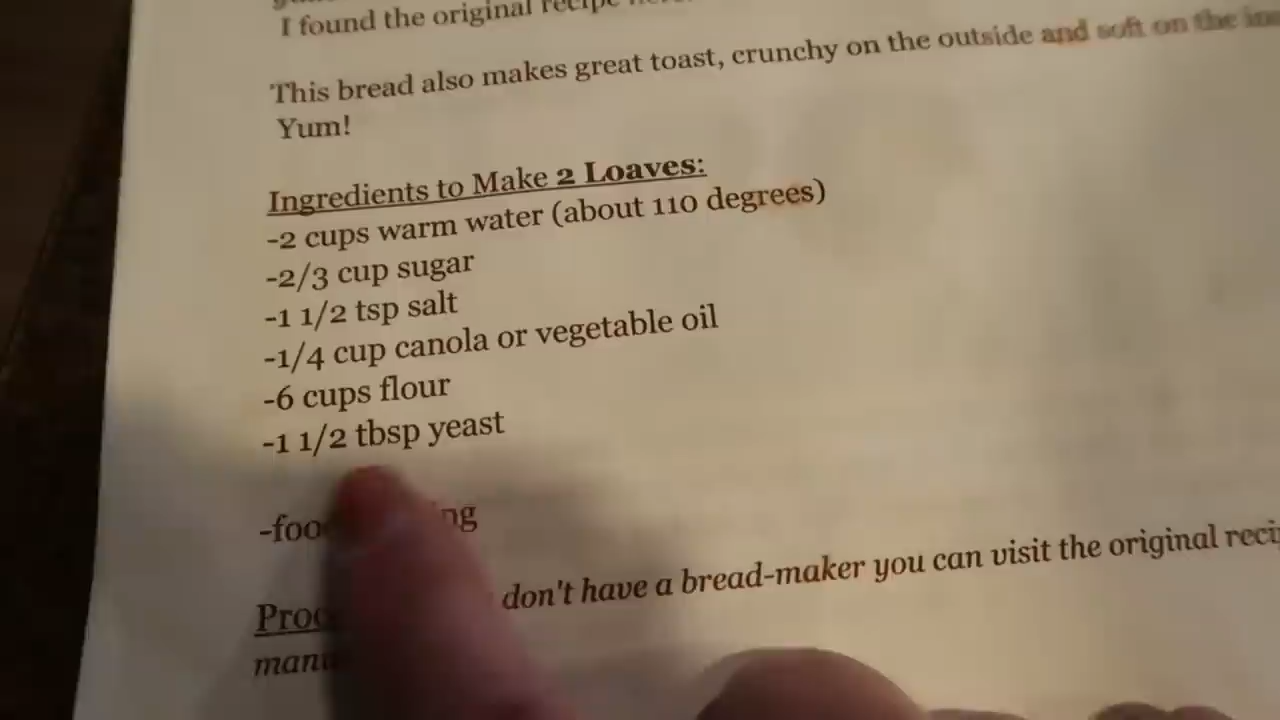 I found the original recipe
This bread also makes great toast, crunchy on the outside and soft on the
Yum!
Ingredients to Make 2 Loaves:
-2 cups warm water (about 110 degrees)
-2/3 cup sugar
-1 1/2 tsp salt
-1/4 cup canola or vegetable oil
-6 cups flour
-1 1/2 tbsp yeast
don't have a bread-maker you can visit the original